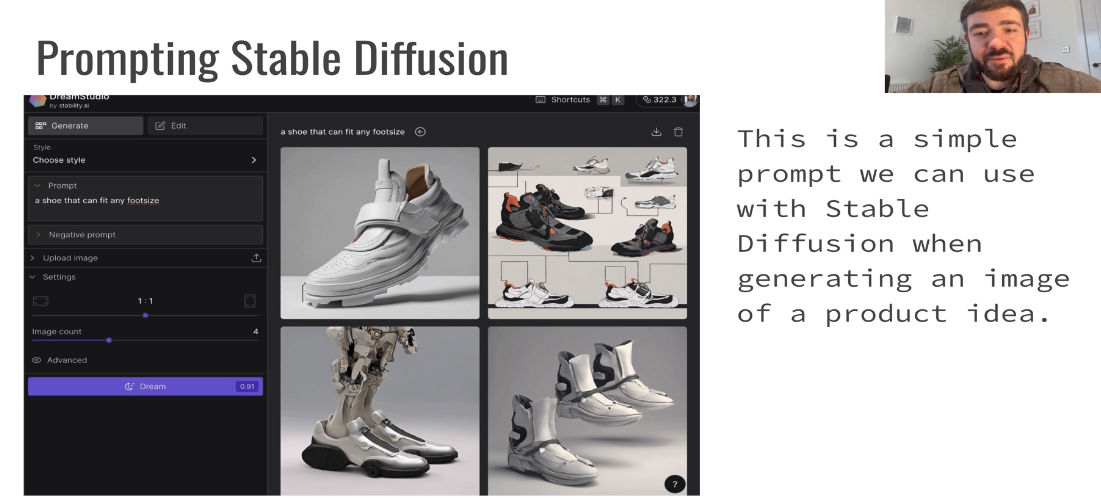 Prompting Stable Diffusion
DreamStudio
by stability.ai
Shortcuts ⌘ K
322.3
Generate
Edit
a shoe that can fit any footsize
Style
Choose style
Prompt
a shoe that can fit any footsize
Negative prompt
Upload image
Settings
1 : 1
Image count 4
Advanced
Dream 0.91
?
This is a simple
prompt we can use
with Stable
Diffusion when
generating an image
of a product idea.